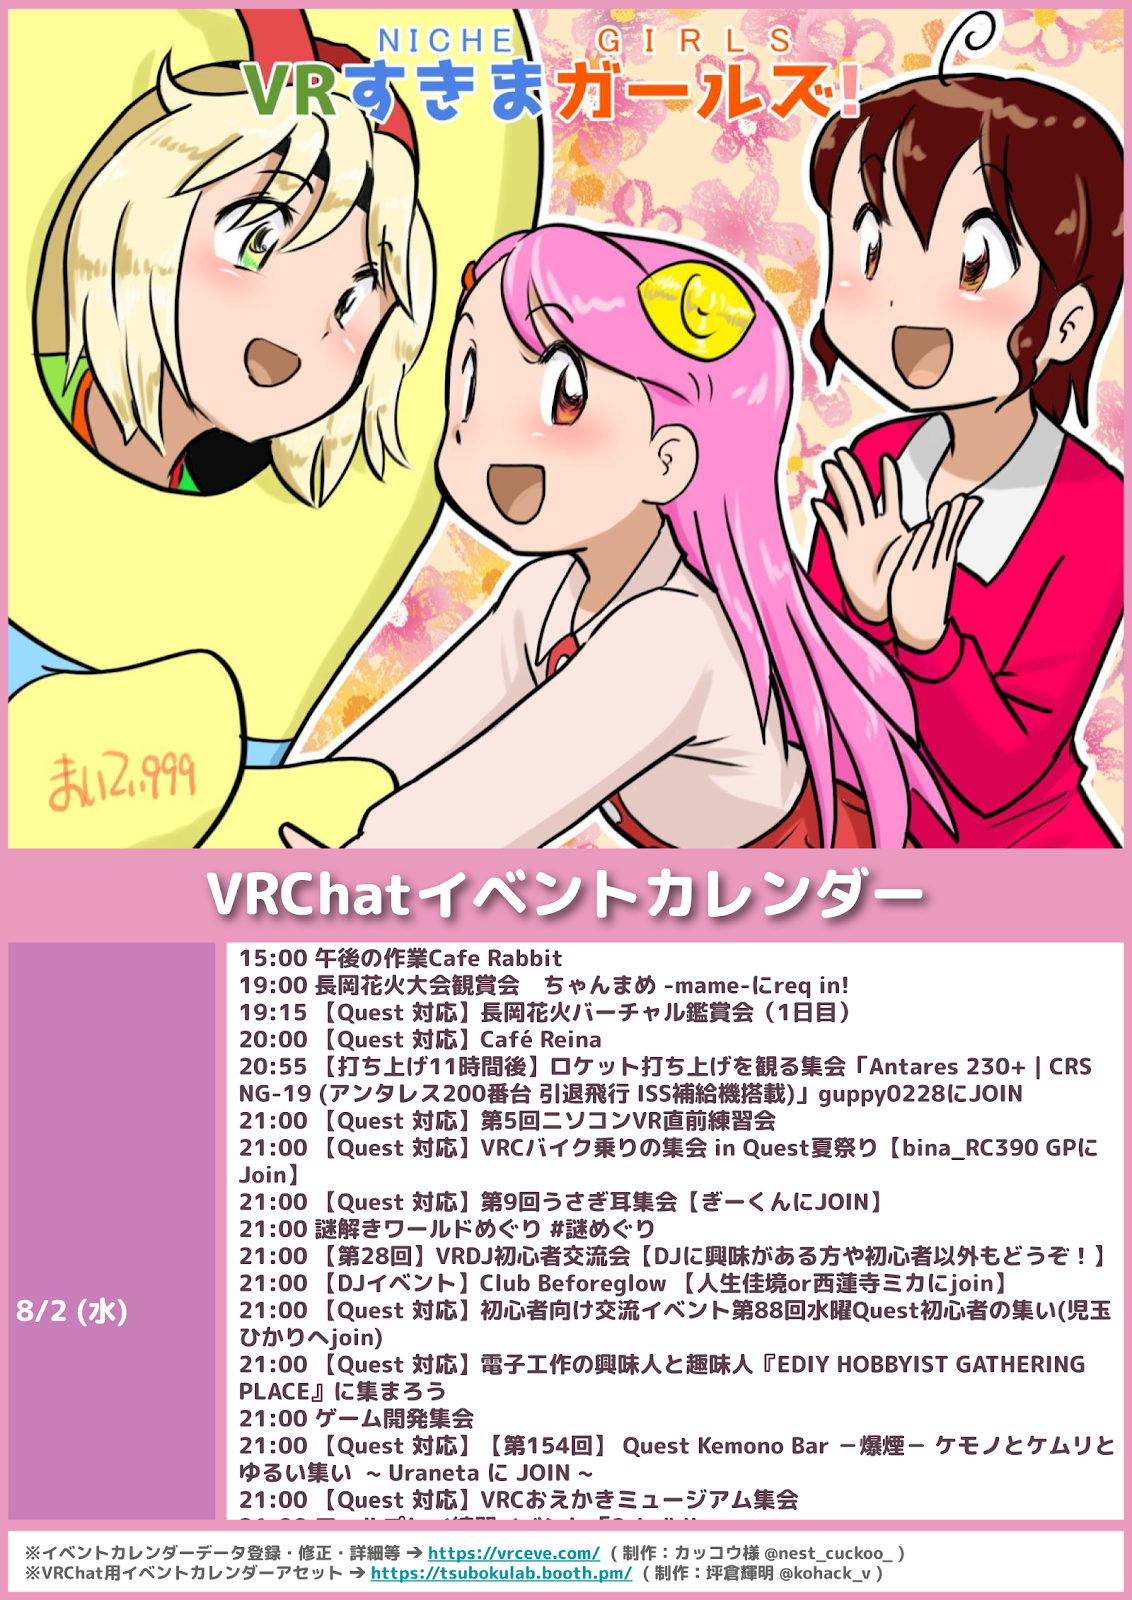 NICHE GIRLS
VRすきまガールズ!
まいてぃ999
VRChatイベントカレンダー
8/2 (水)
15:00 午後の作業Cafe Rabbit
19:00 長岡花火大会観賞会　ちゃんまめ -mame-にreq in!
19:15 【Quest 対応】長岡花火バーチャル鑑賞会（1日目）
20:00 【Quest 対応】Café Reina
20:55 【打ち上げ11時間後】ロケット打ち上げを観る集会「Antares 230+ | CRS
NG-19 (アンタレス200番台 引退飛行 ISS補給機搭載)」guppy0228にJOIN
21:00 【Quest 対応】第5回ニソコンVR直前練習会
21:00 【Quest 対応】VRCバイク乗りの集会 in Quest夏祭り【bina_RC390 GPに
Join】
21:00 【Quest 対応】第9回うさぎ耳集会【ぎーくんにJOIN】
21:00 謎解きワールドめぐり #謎めぐり
21:00 【第28回】VRDJ初心者交流会【DJに興味がある方や初心者以外もどうぞ！】
21:00 【DJイベント】Club Beforeglow 【人生佳境or西蓮寺ミカにjoin】
21:00 【Quest 対応】初心者向け交流イベント第88回水曜Quest初心者の集い(児玉
ひかりへjoin)
21:00 【Quest 対応】電子工作の興味人と趣味人『EDIY HOBBYIST GATHERING
PLACE』に集まろう
21:00 ゲーム開発集会
21:00 【Quest 対応】【第154回】 Quest Kemono Bar －爆煙－ ケモノとケムリと
ゆるい集い ～ Uraneta に JOIN ～
21:00 【Quest 対応】VRCおえかきミュージアム集会
※イベントカレンダーデータ登録・修正・詳細等 ➔ https://vrceve.com/ ( 制作：カッコウ様 @nest_cuckoo_ )
※VRChat用イベントカレンダーアセット ➔ https://tsubokulab.booth.pm/ ( 制作：坪倉輝明 @kohack_v )